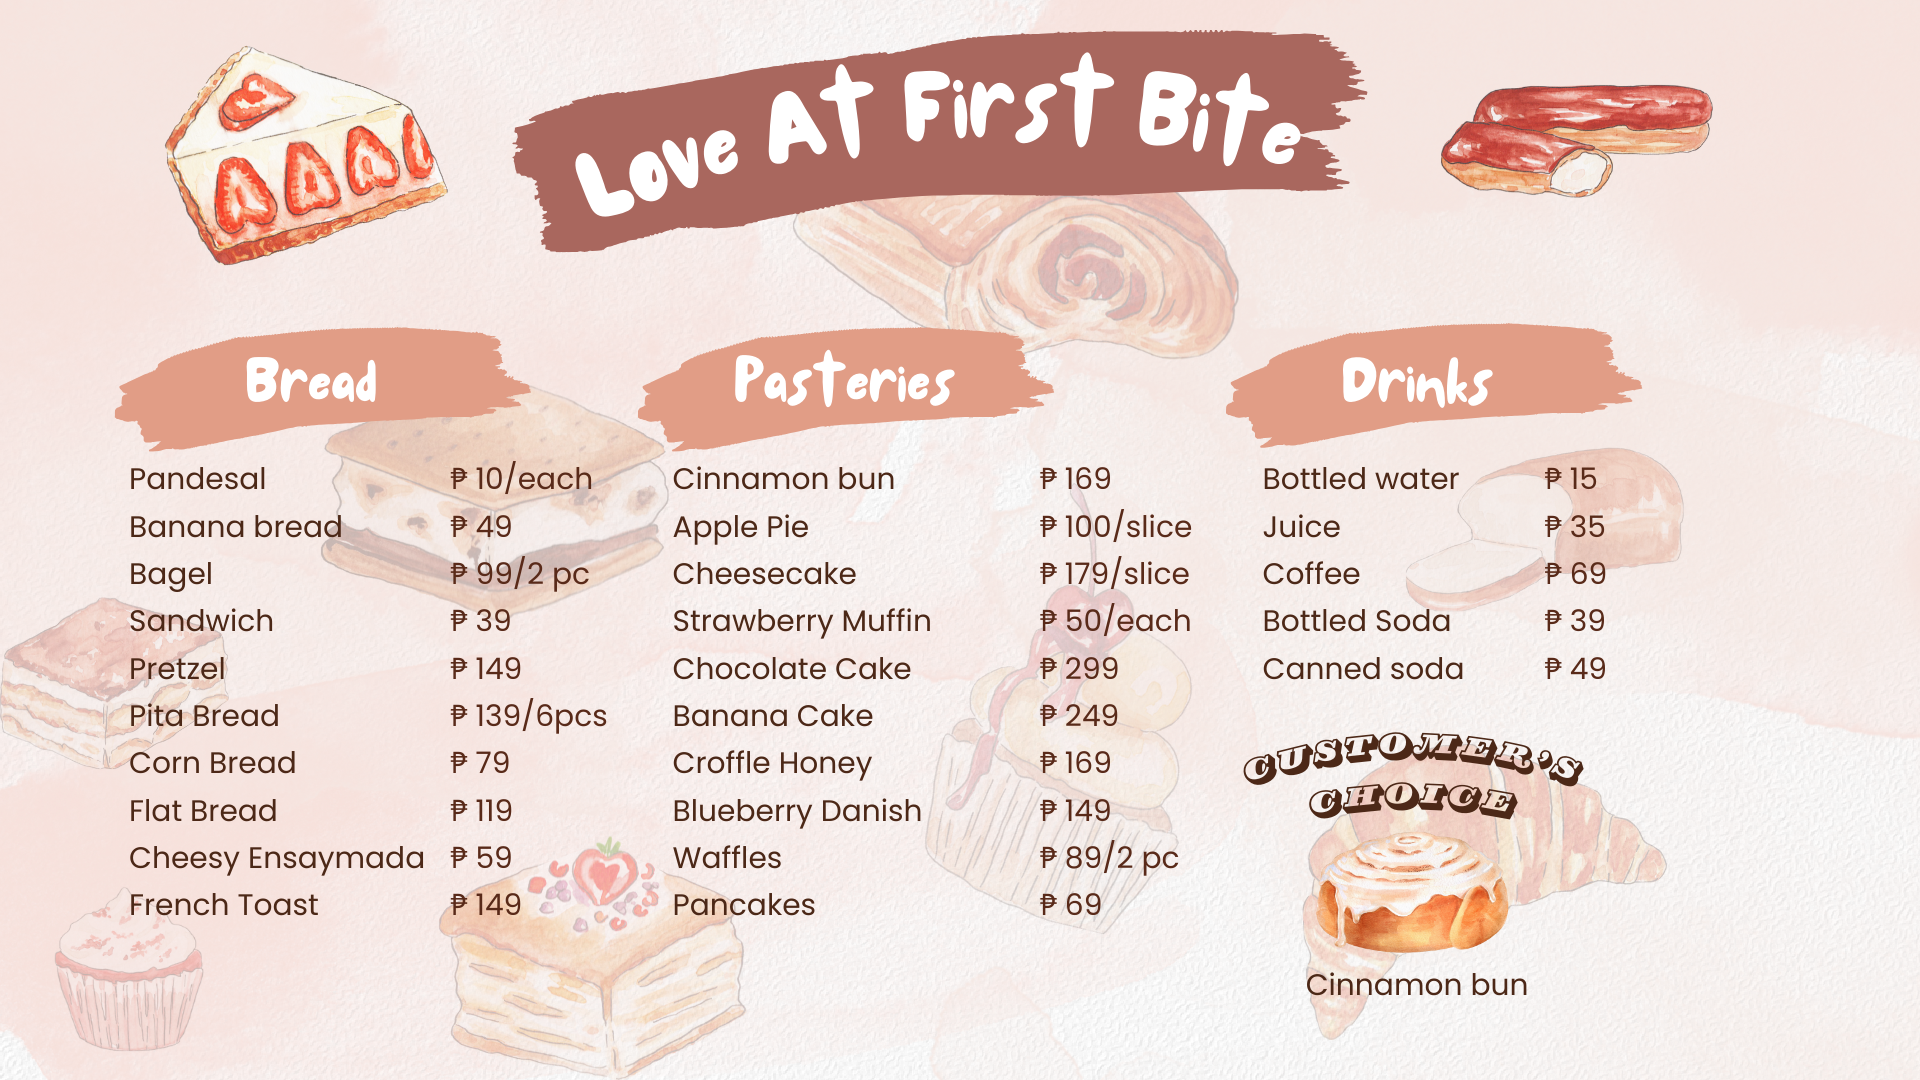 Love At First Bite
Bread
Pandesal ₱ 10/each
Banana bread ₱ 49
Bagel ₱ 99/2 pc
Sandwich ₱ 39
Pretzel ₱ 149
Pita Bread ₱ 139/6pcs
Corn Bread ₱ 79
Flat Bread ₱ 119
Cheesy Ensaymada ₱ 59
French Toast ₱ 149
Pasteries
Cinnamon bun ₱ 169
Apple Pie ₱ 100/slice
Cheesecake ₱ 179/slice
Strawberry Muffin ₱ 50/each
Chocolate Cake ₱ 299
Banana Cake ₱ 249
Croffle Honey ₱ 169
Blueberry Danish ₱ 149
Waffles ₱ 89/2 pc
Pancakes ₱ 69
Drinks
Bottled water ₱ 15
Juice ₱ 35
Coffee ₱ 69
Bottled Soda ₱ 39
Canned soda ₱ 49
CUSTOMER'S
CHOICE
Cinnamon bun